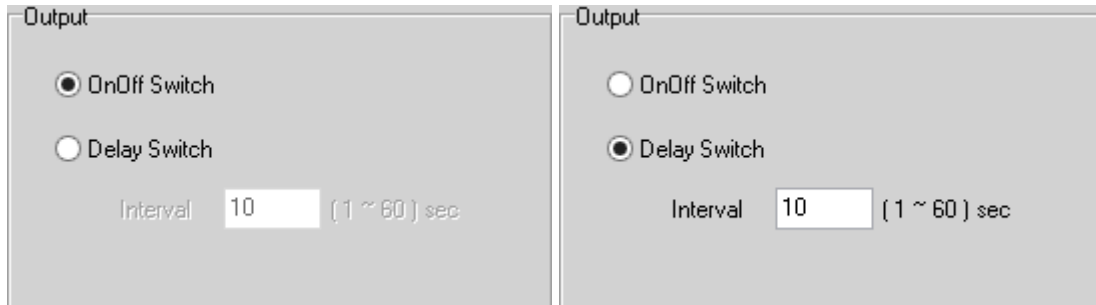 Output
OnOff Switch
Delay Switch
Interval 10 ( 1 ~ 60 ) sec
Output
OnOff Switch
Delay Switch
Interval 10 ( 1 ~ 60 ) sec